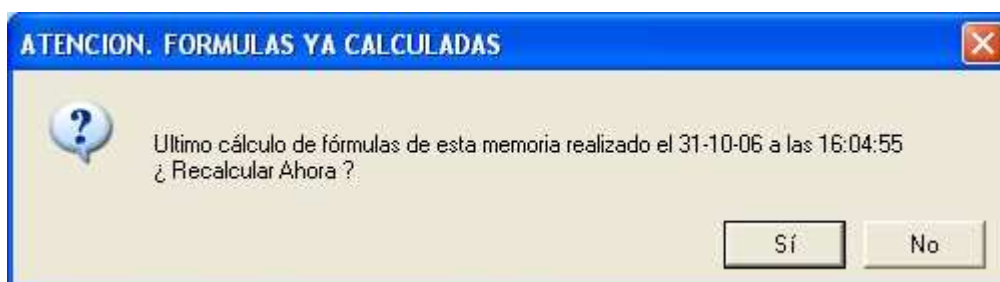 ATENCION. FORMULAS YA CALCULADAS
?
Ultimo cálculo de fórmulas de esta memoria realizado el 31-10-06 a las 16:04:55
¿ Recalcular Ahora ?
Sí
No